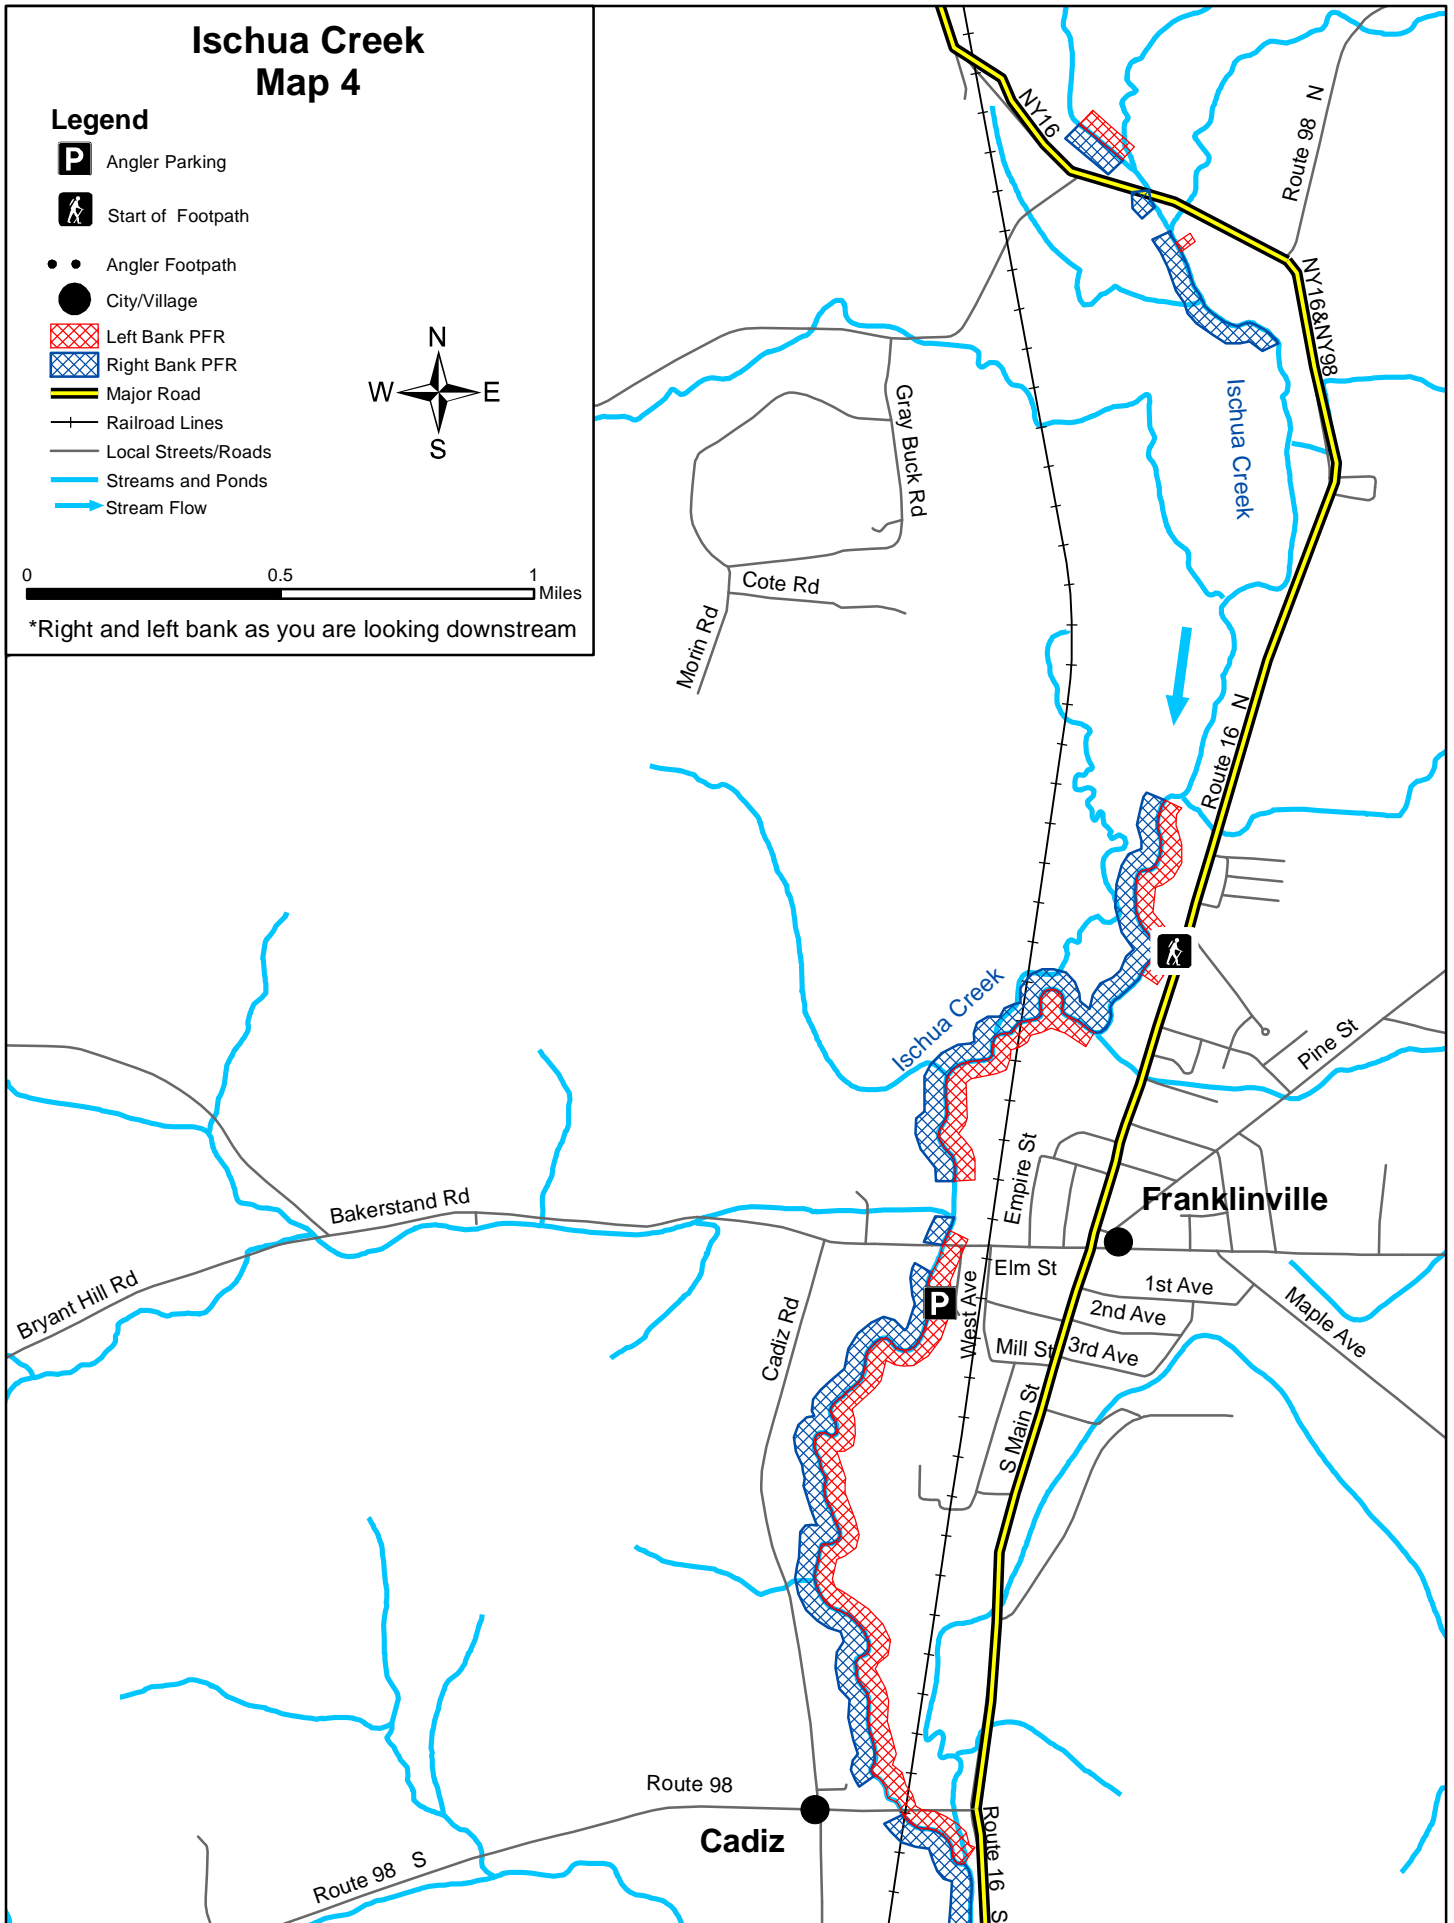 Ischua Creek
Map 4
Legend
P Angler Parking
Start of Footpath
Angler Footpath
City/Village
Left Bank PFR
Right Bank PFR
Major Road
Railroad Lines
Local Streets/Roads
Streams and Ponds
Stream Flow
N
W E
S
0 0.5 1
Miles
*Right and left bank as you are looking downstream
NY16
Route 98 N
NY16&NY98
Ischua Creek
Gray Buck Rd
Cote Rd
Morin Rd
Route 16 N
Ischua Creek
Pine St
Empire St
Franklinville
Bakerstand Rd
Bryant Hill Rd
Elm St
1st Ave
2nd Ave
3rd Ave
Maple Ave
P
West Ave
Mill St
Cadiz Rd
S Main St
Route 98
Cadiz
Route 98 S
Route 16 S